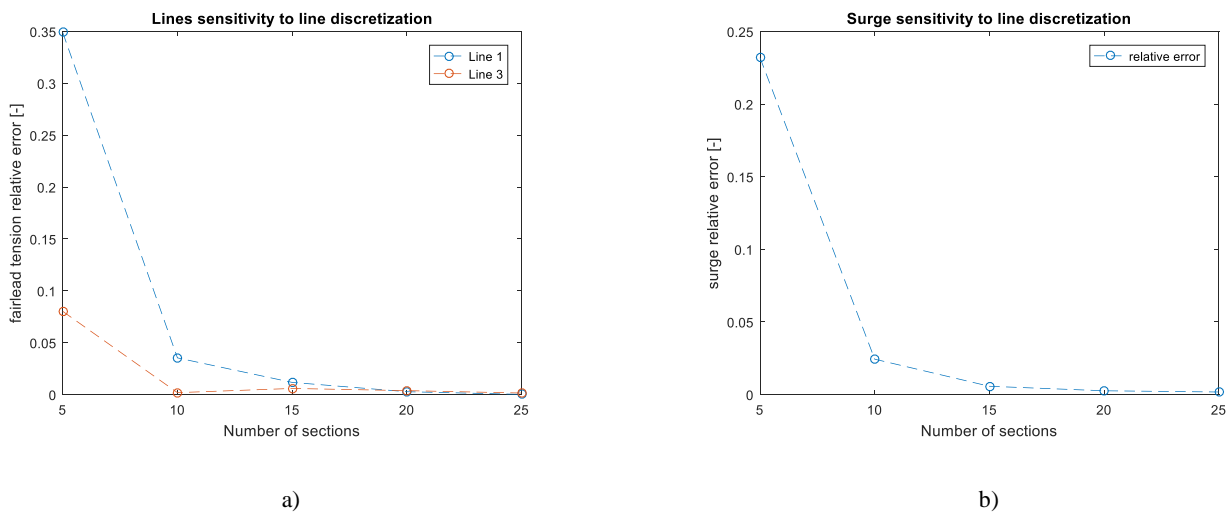 Lines sensitivity to line discretization
fairlead tension relative error [-]
0.35
0.3
0.25
0.2
0.15
0.1
0.05
0
5
10
15
20
25
Number of sections
Line 1
Line 3
a)
Surge sensitivity to line discretization
surge relative error [-]
0.25
0.2
0.15
0.1
0.05
0
5
10
15
20
25
Number of sections
relative error
b)